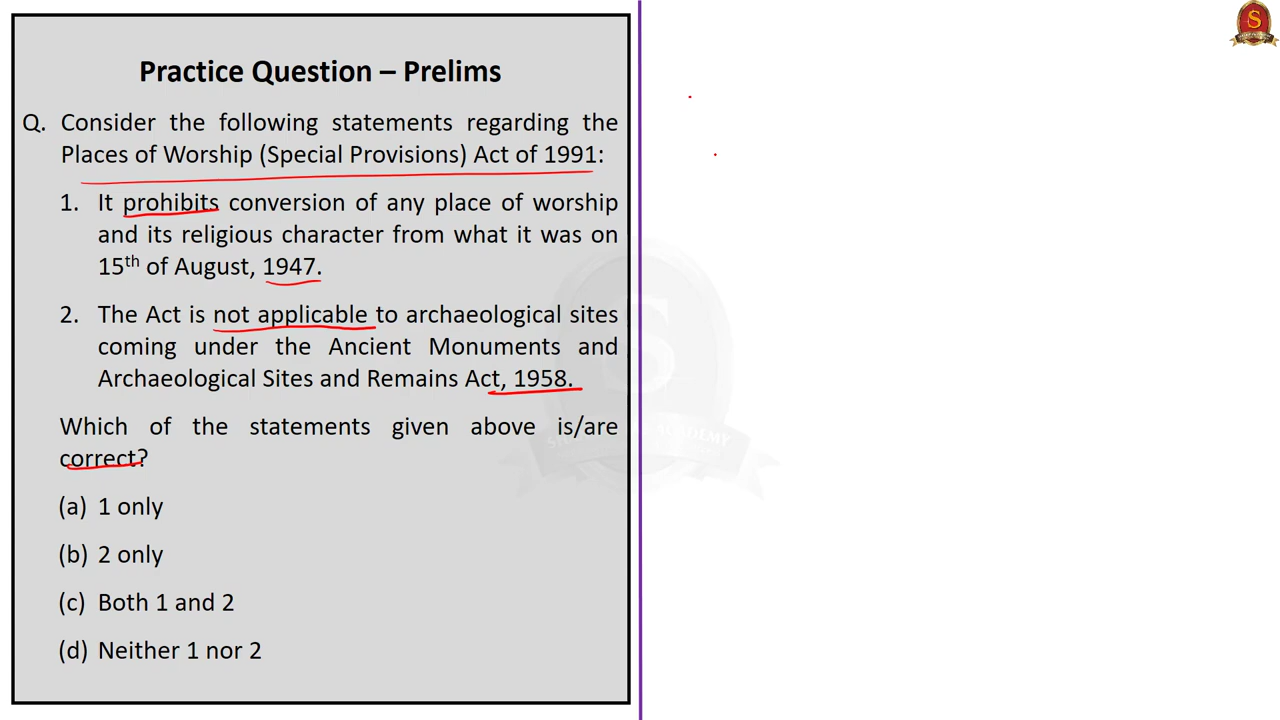 Practice Question – Prelims
Q. Consider the following statements regarding the
Places of Worship (Special Provisions) Act of 1991:
1. It prohibits conversion of any place of worship
and its religious character from what it was on
15th of August, 1947.
2. The Act is not applicable to archaeological sites
coming under the Ancient Monuments and
Archaeological Sites and Remains Act, 1958.
Which of the statements given above is/are
correct?
(a) 1 only
(b) 2 only
(c) Both 1 and 2
(d) Neither 1 nor 2
S
ACADEMY